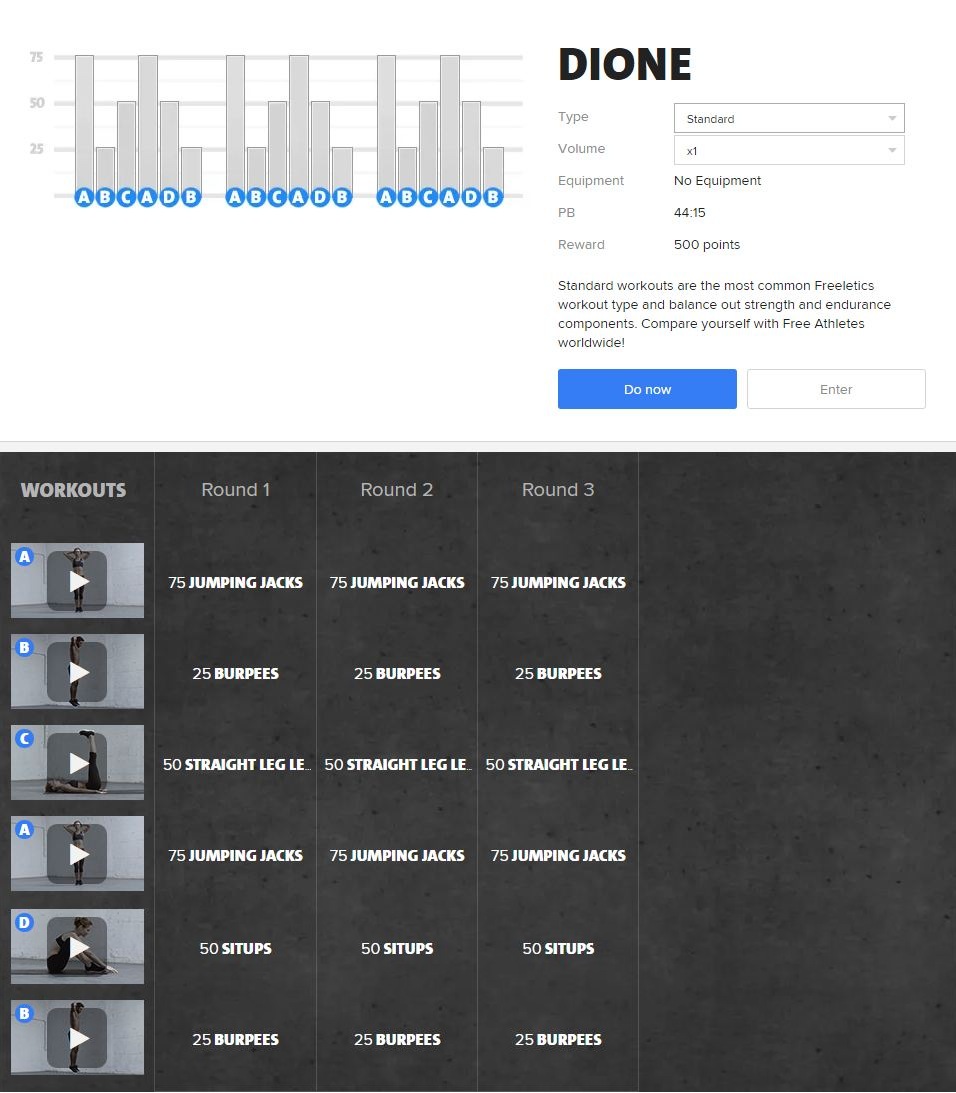 75
50
25
A B C A D B A B C A D B A B C A D B
DIONE
Type Standard
Volume x1
Equipment No Equipment
PB 44:15
Reward 500 points
Standard workouts are the most common Freeletics
workout type and balance out strength and endurance
components. Compare yourself with Free Athletes
worldwide!
Do now Enter
WORKOUTS Round 1 Round 2 Round 3
A 75 JUMPING JACKS 75 JUMPING JACKS 75 JUMPING JACKS
B 25 BURPEES 25 BURPEES 25 BURPEES
C 50 STRAIGHT LEG LE... 50 STRAIGHT LEG LE... 50 STRAIGHT LEG LE...
A 75 JUMPING JACKS 75 JUMPING JACKS 75 JUMPING JACKS
D 50 SITUPS 50 SITUPS 50 SITUPS
B 25 BURPEES 25 BURPEES 25 BURPEES